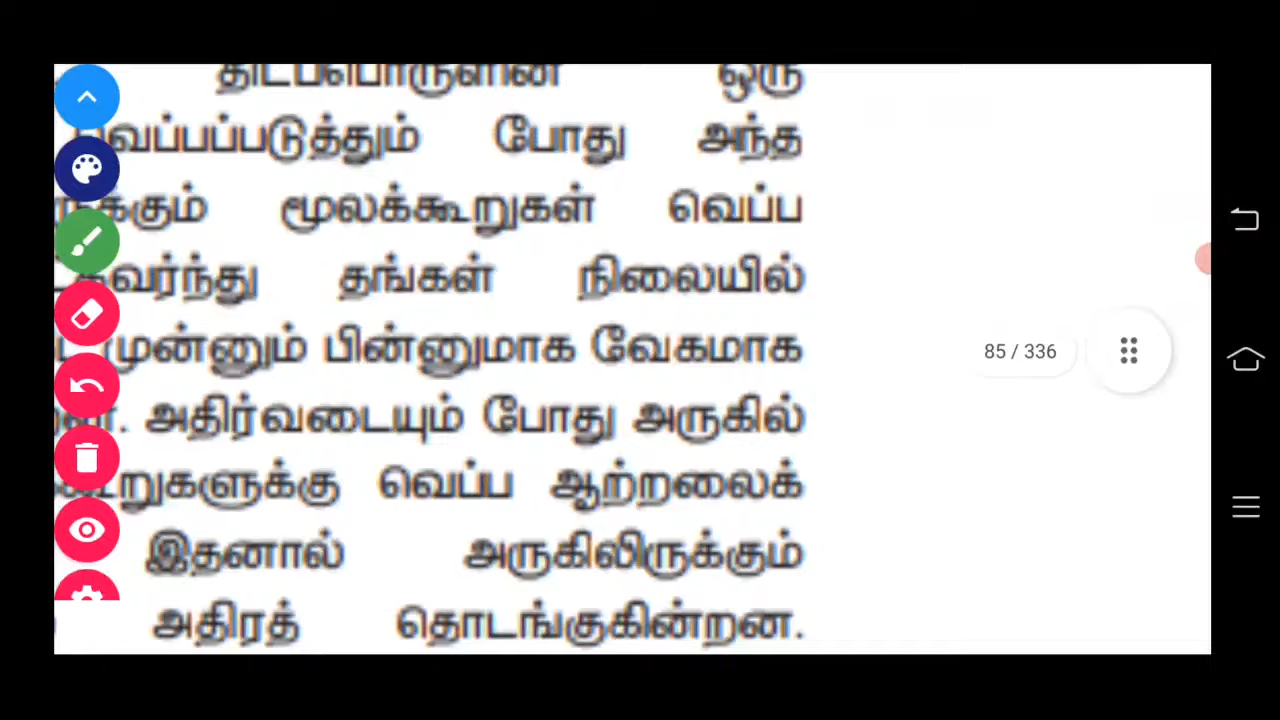 திடப்பொருளின் ஒரு
வெப்பப்படுத்தும் போது அந்த
மூலக்கூறுகள் வெப்ப
தங்கள் நிலையில்
முன்னும் பின்னுமாக வேகமாக
அதிர்வடையும் போது அருகில்
வெப்ப ஆற்றலைக்
இதனால் அருகிலிருக்கும்
அதிரத் தொடங்குகின்றன.
85 / 336